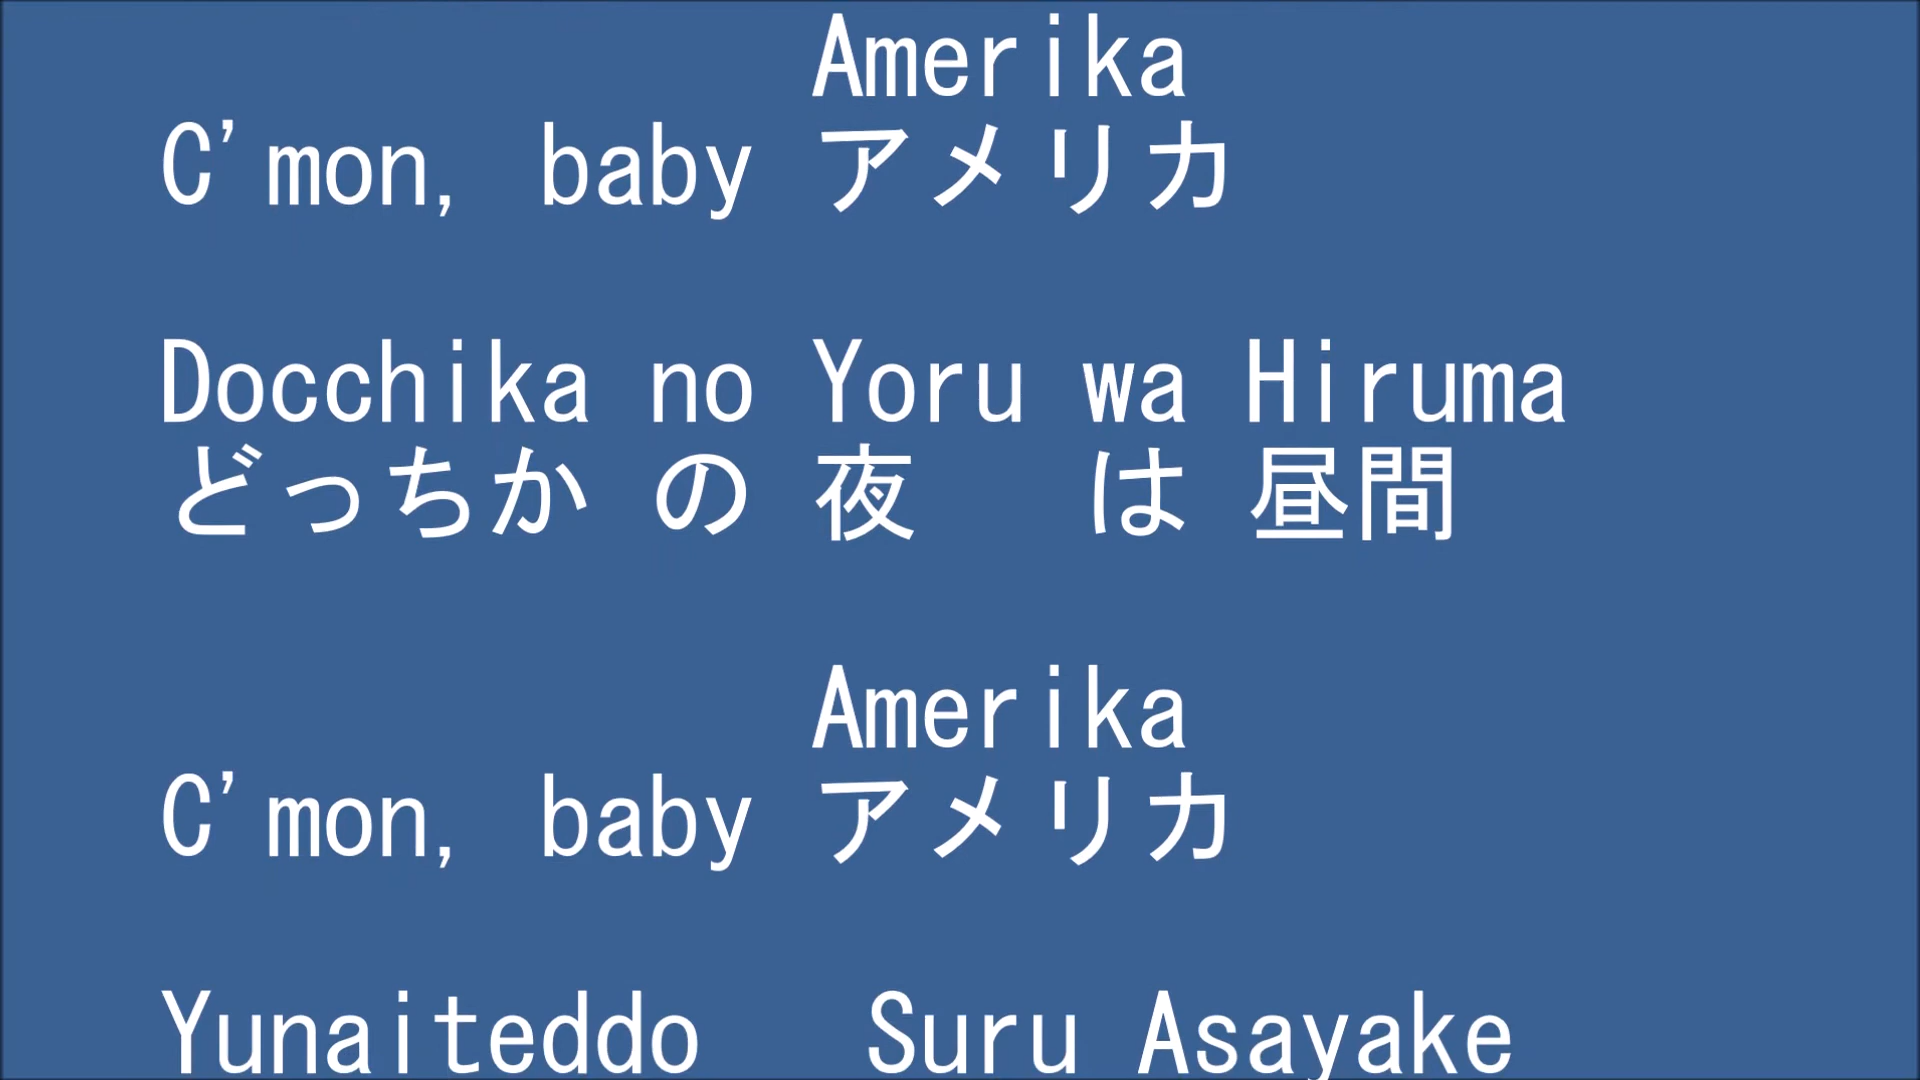 Amerika
C'mon, baby アメリカ
Docchika no Yoru wa Hiruma
どっちか の 夜 は 昼間
Amerika
C'mon, baby アメリカ
Yunaiteddo Suru Asayake